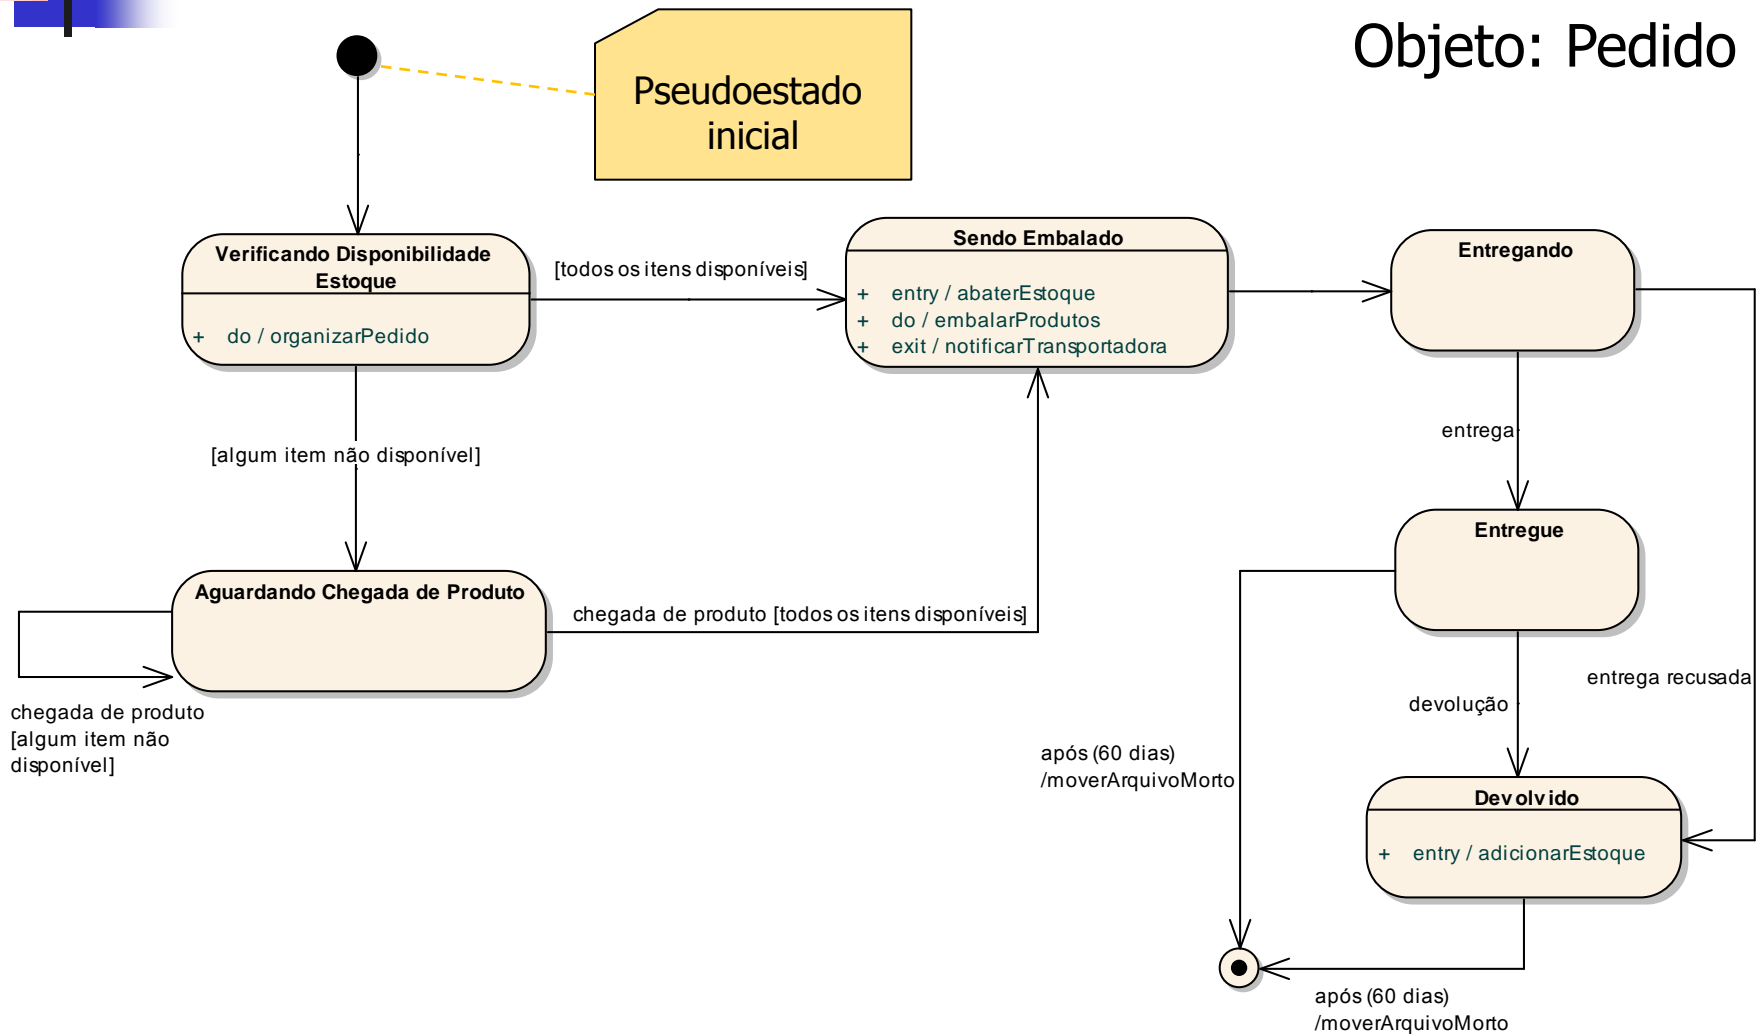 Objeto: Pedido
Pseudoestado
inicial
Verificando Disponibilidade
Estoque
+ do / organizarPedido
[todos os itens disponíveis]
Sendo Embalado
+ entry / abaterEstoque
+ do / embalarProdutos
+ exit / notificarTransportadora
Entregando
[algum item não disponível]
entrega
Entregue
Aguardando Chegada de Produto
chegada de produto [todos os itens disponíveis]
chegada de produto
[algum item não
disponível]
entrega recusada
devolução
após (60 dias)
/moverArquivoMorto
Devolvido
+ entry / adicionarEstoque
após (60 dias)
/moverArquivoMorto